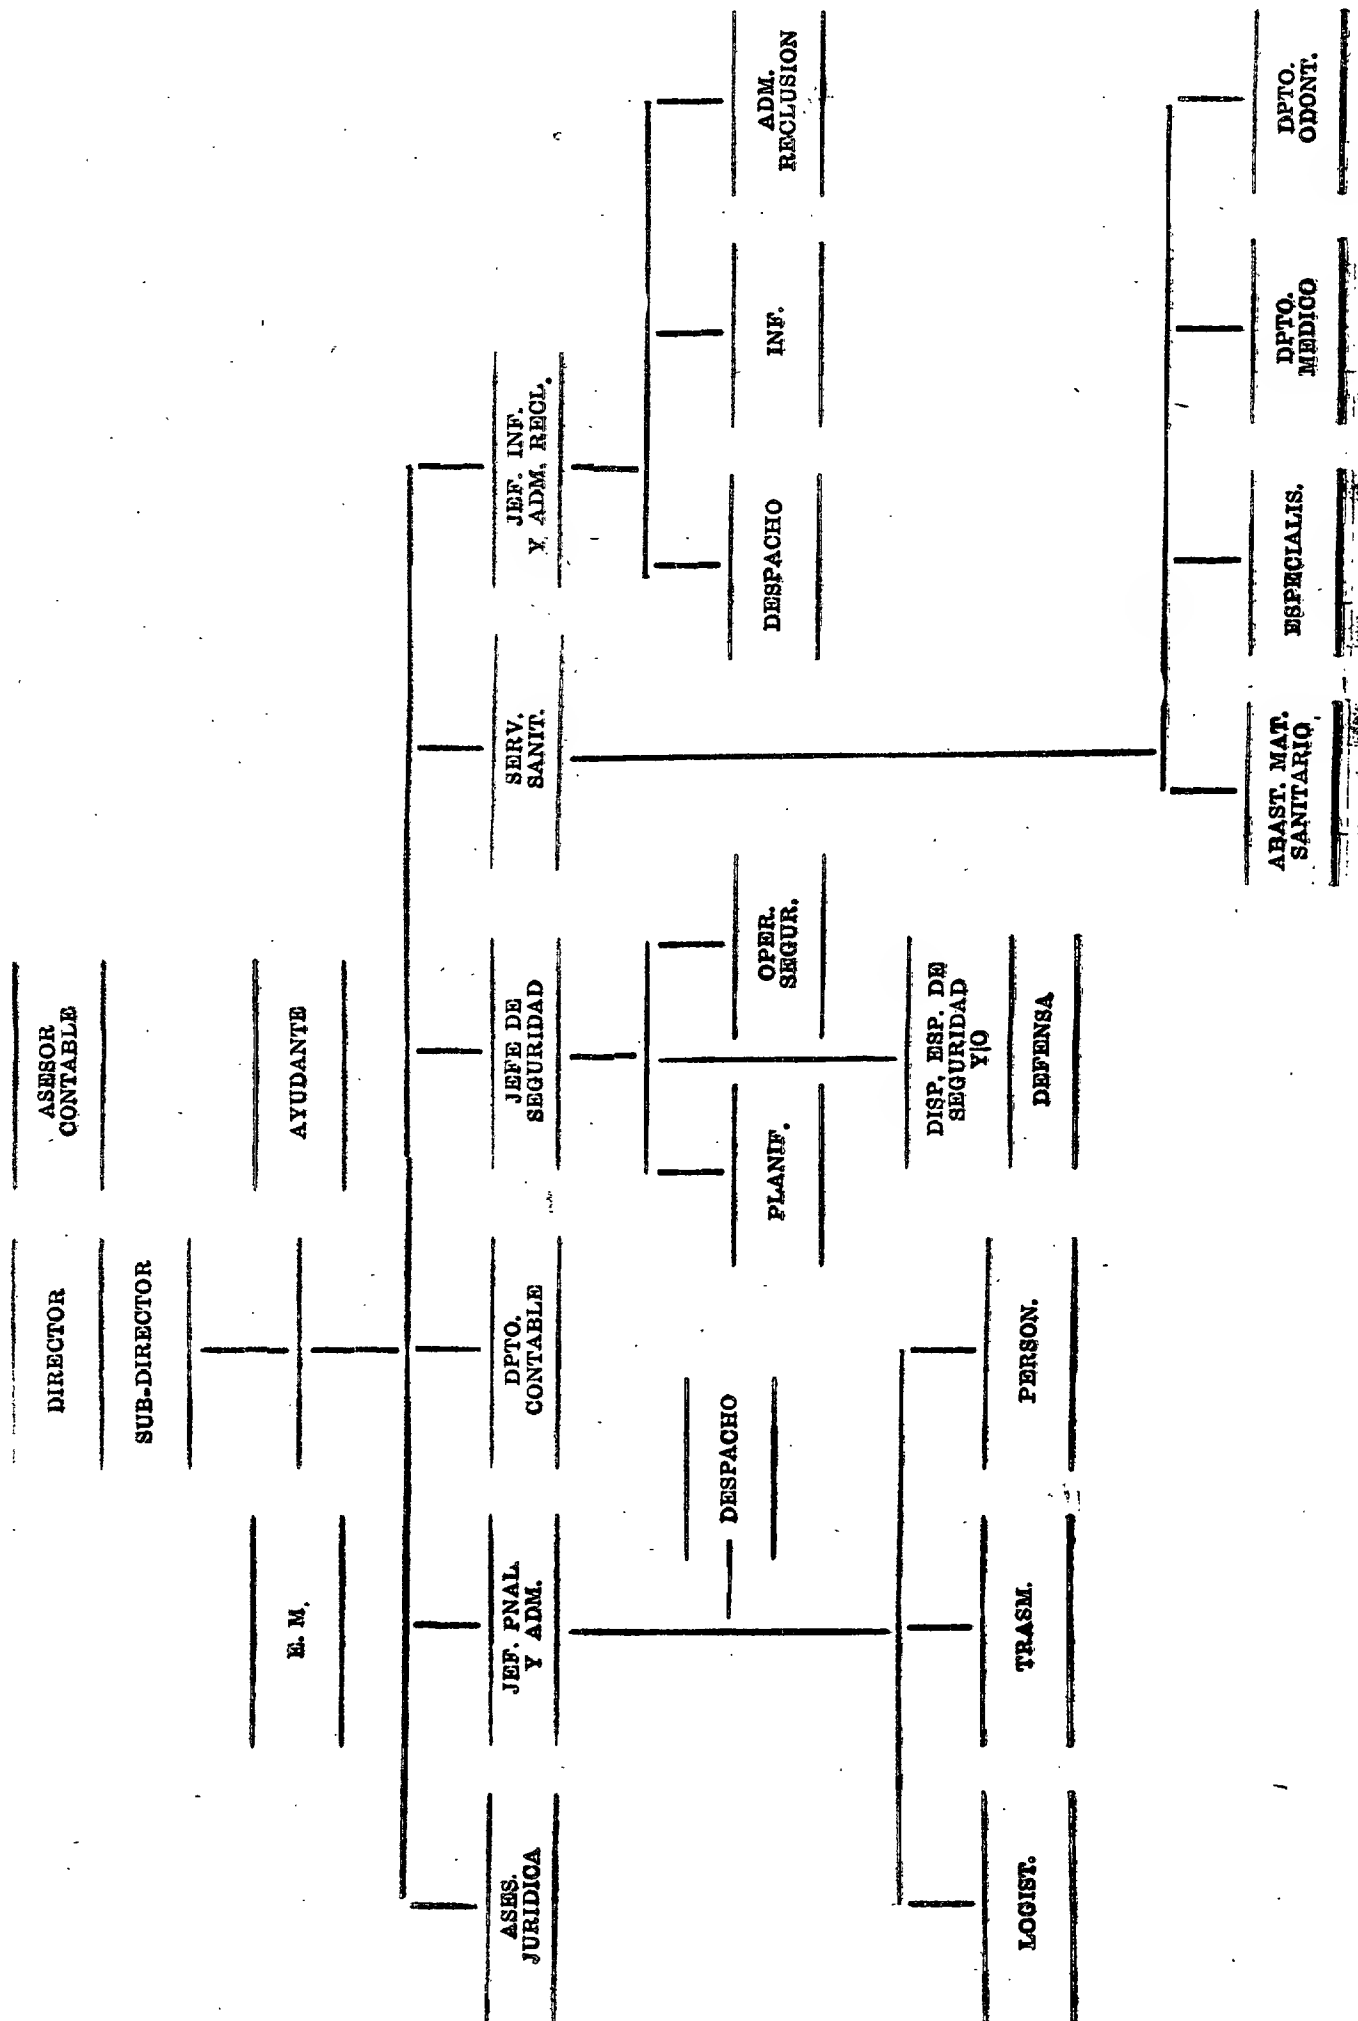 DIRECTOR
ASESOR
CONTABLE
SUB-DIRECTOR
E. M.
AYUDANTE
ASES.
JURIDICA
JEF. PNAL.
Y ADM.
DPTO.
CONTABLE
JEFE DE
SEGURIDAD
SERV.
SANIT.
JEF. INF.
Y ADM. RECL.
DESPACHO
PLANIF.
OPER.
SEGUR.
DESPACHO
INF.
ADM.
RECLUSION
LOGIST.
TRASM.
PERSON.
DISP. ESP. DE
SEGURIDAD
Y|O
DEFENSA
ABAST. MAT.
SANITARIO
ESPECIALIS.
DPTO.
MEDICO
DPTO.
ODONT.